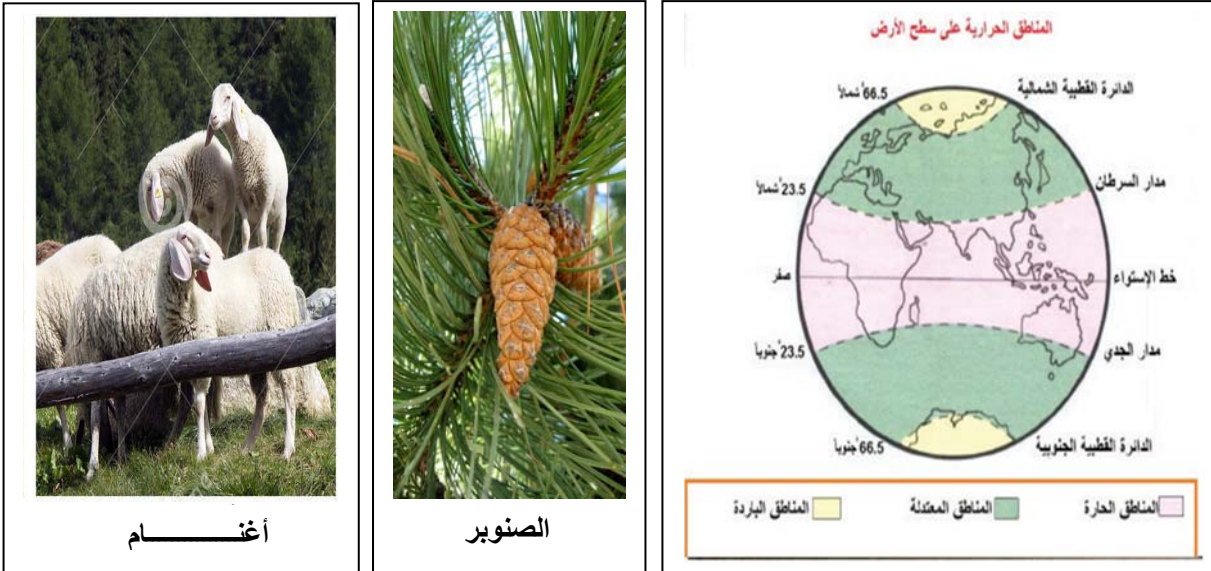 المناطق الحرارية على سطح الأرض
الدائرة القطبية الشمالية
66.5° شمالاً
مدار السرطان
23.5° شمالاً
خط الإستواء
صفر
مدار الجدي
23.5° جنوباً
الدائرة القطبية الجنوبية
66.5° جنوباً
المناطق الحارة المناطق المعتدلة المناطق الباردة
الصنوبر
أغنـــــــــــام